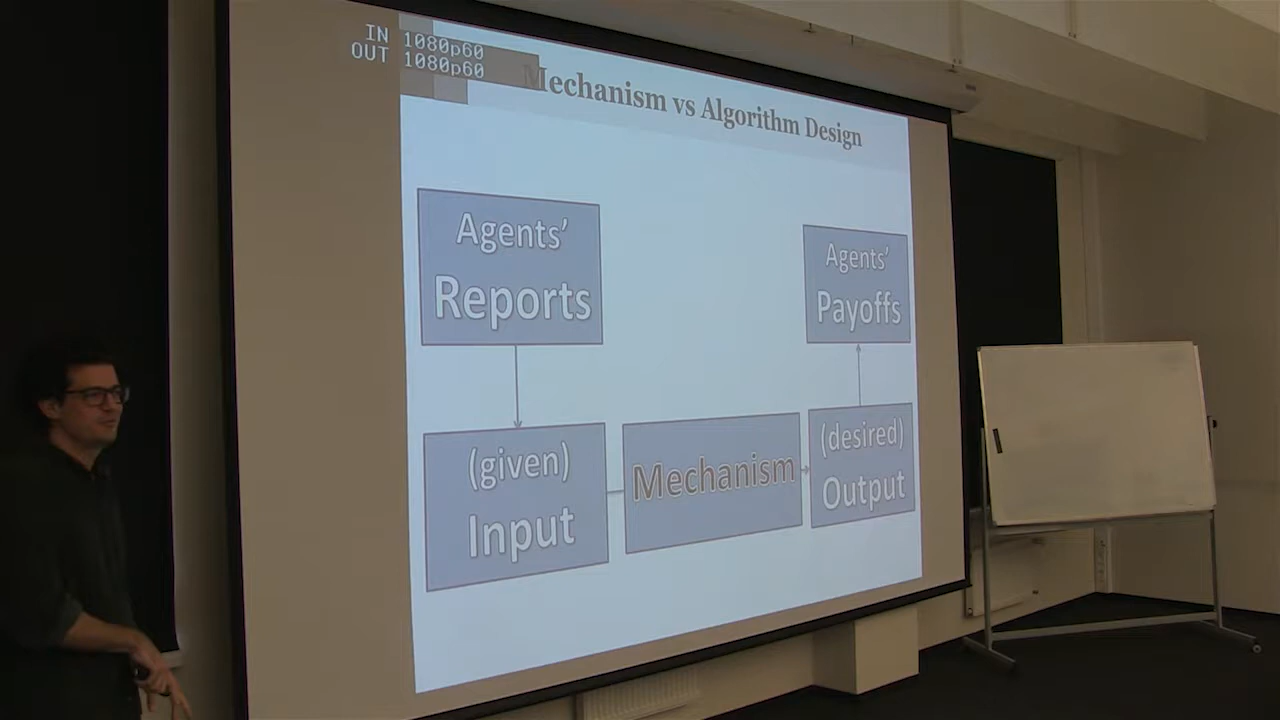 IN 1080p60
OUT 1080p60
Mechanism vs Algorithm Design
Agents’
Reports
Agents’
Payoffs
(given)
Input
Mechanism
(desired)
Output